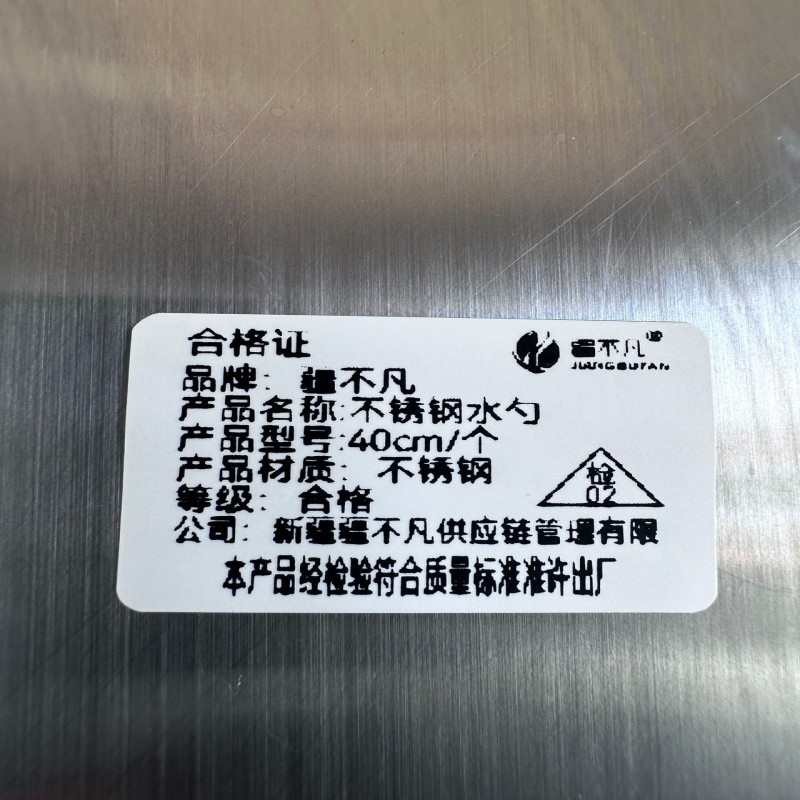 合格证
疆不凡®
JIANGBUFAN
品牌: 疆不凡
产品名称:不锈钢水勺
产品型号:40cm/个
产品材质: 不锈钢
等级: 合格
检
02
公司: 新疆疆不凡供应链管理有限
本产品经检验符合质量标准准许出厂